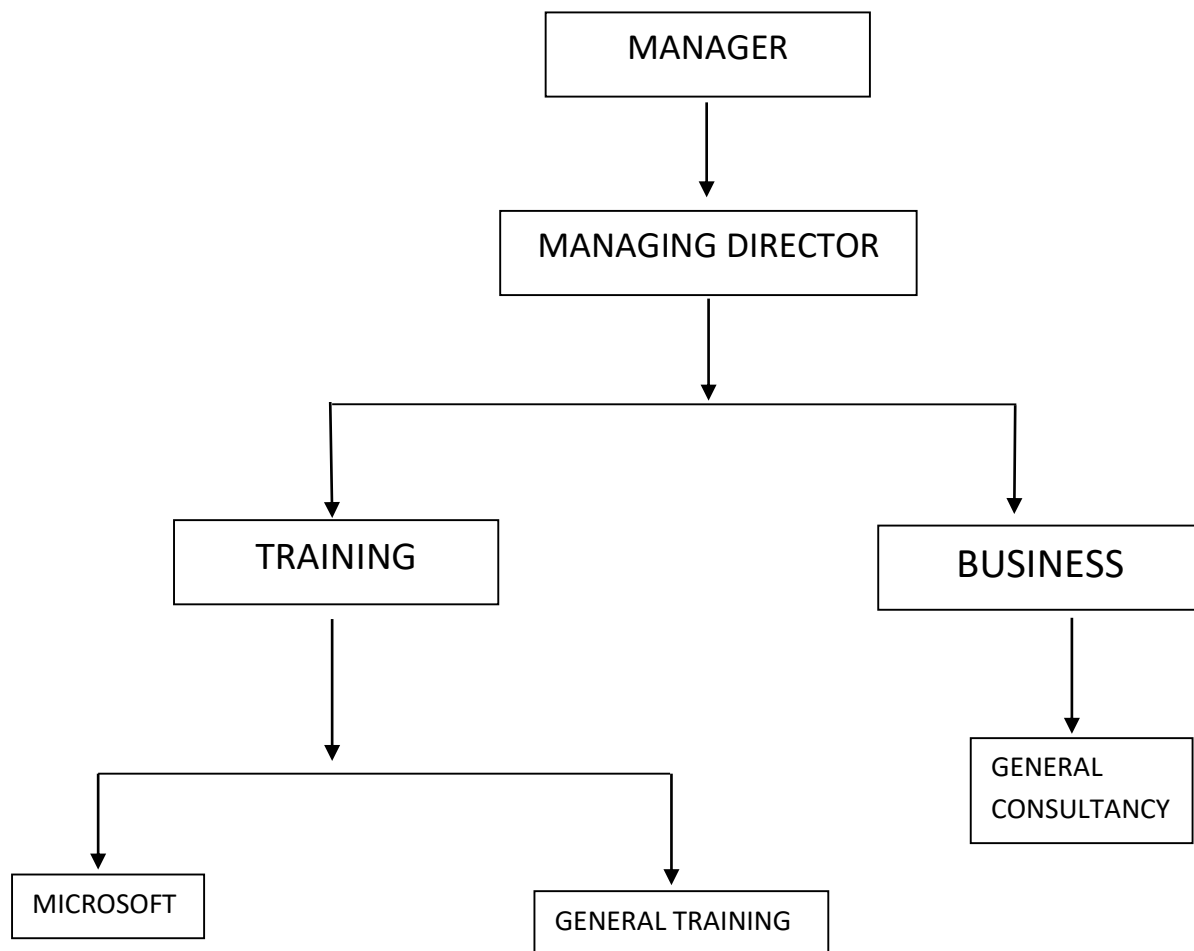 MANAGER
MANAGING DIRECTOR
TRAINING
BUSINESS
GENERAL
CONSULTANCY
MICROSOFT
GENERAL TRAINING